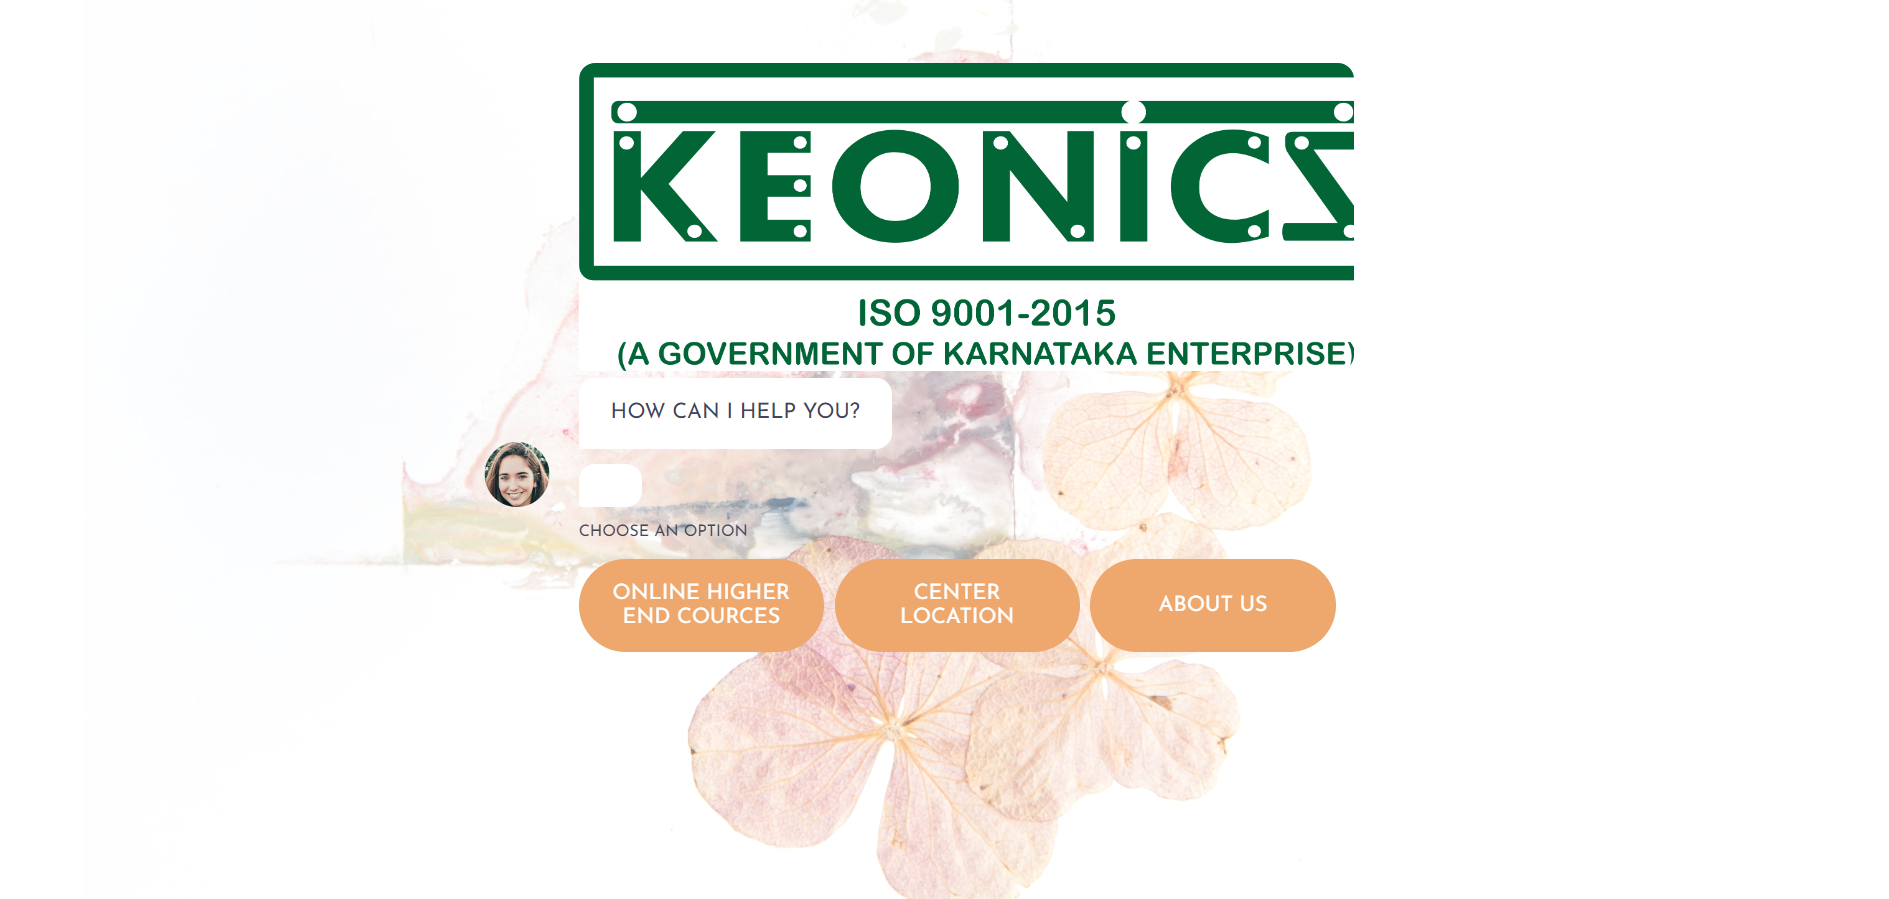 KEONICS
ISO 9001-2015
(A GOVERNMENT OF KARNATAKA ENTERPRISE)
HOW CAN I HELP YOU?
CHOOSE AN OPTION
ONLINE HIGHER
END COURCES
CENTER
LOCATION
ABOUT US